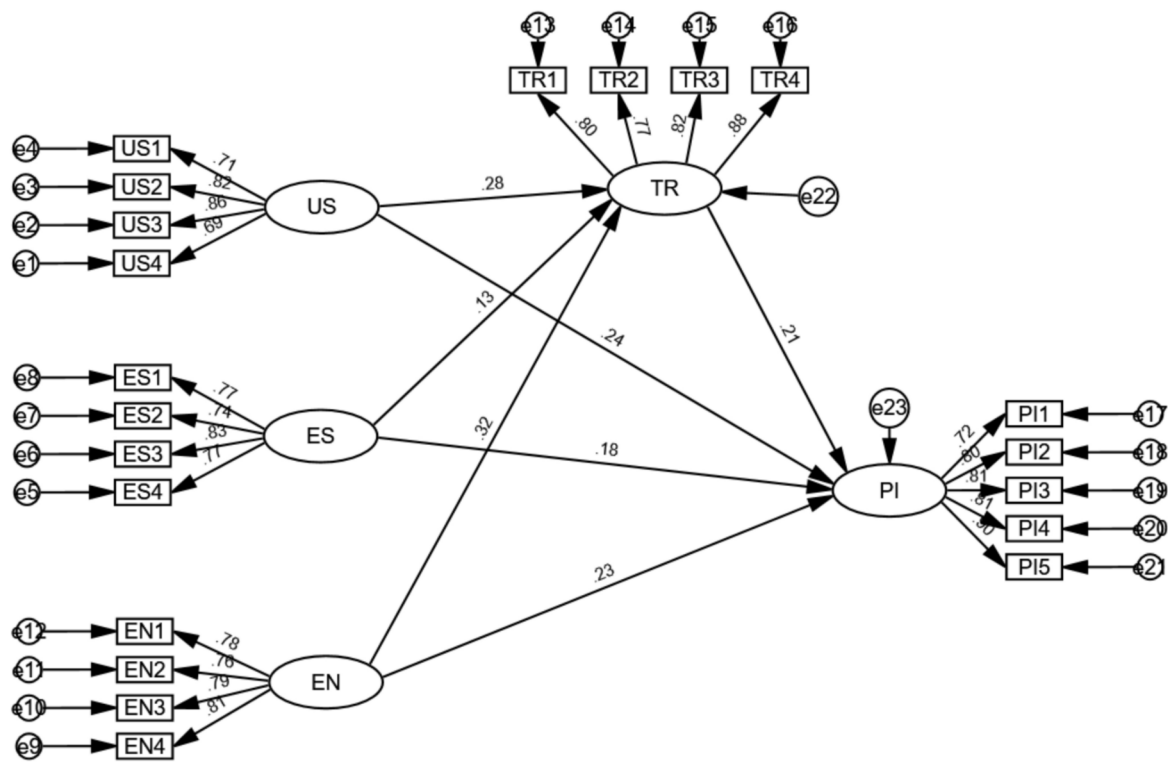 e13 e14 e15 e16
TR1 TR2 TR3 TR4
.80 .77 .82 .88
TR
e22
e4 US1 .71
e3 US2 .82
e2 US3 .86
e1 US4 .69
US
.28
.13
.24
.21
.32
e8 ES1 .77
e7 ES2 .74
e6 ES3 .83
e5 ES4 .77
ES
.18
e23
PI
.72 PI1 e17
.80 PI2 e18
.81 PI3 e19
.81 PI4 e20
.90 PI5 e21
.23
e12 EN1 .78
e11 EN2 .76
e10 EN3 .79
e9 EN4 .81
EN